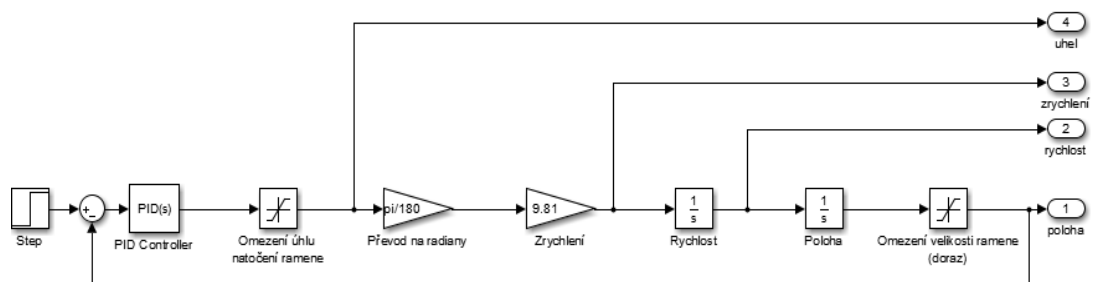 4
uhel
3
zrychlení
2
rychlost
+
-
PID(s)
pi/180
9.81
1
s
1
s
1
Step
PID Controller
Omezení úhlu
natočení ramene
Převod na radiany
Zrychlení
Rychlost
Poloha
Omezení velikosti ramene
(doraz)
poloha